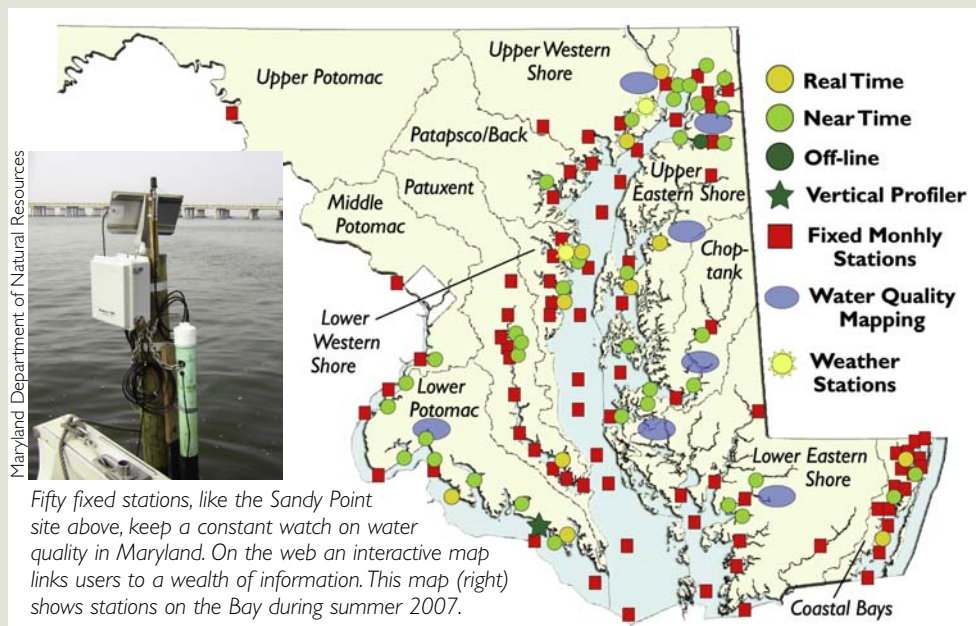 Upper Western
Shore
Upper Potomac
Patapsco/Back
Patuxent
Middle
Potomac
Upper
Eastern Shore
Chop-
tank
Lower
Western
Shore
Lower
Potomac
Lower Eastern
Shore
Coastal Bays
Real Time
Near Time
Off-line
Vertical Profiler
Fixed Monhly
Stations
Water Quality
Mapping
Weather
Stations
Maryland Department of Natural Resources
Fifty fixed stations, like the Sandy Point
site above, keep a constant watch on water
quality in Maryland. On the web an interactive map
links users to a wealth of information. This map (right)
shows stations on the Bay during summer 2007.